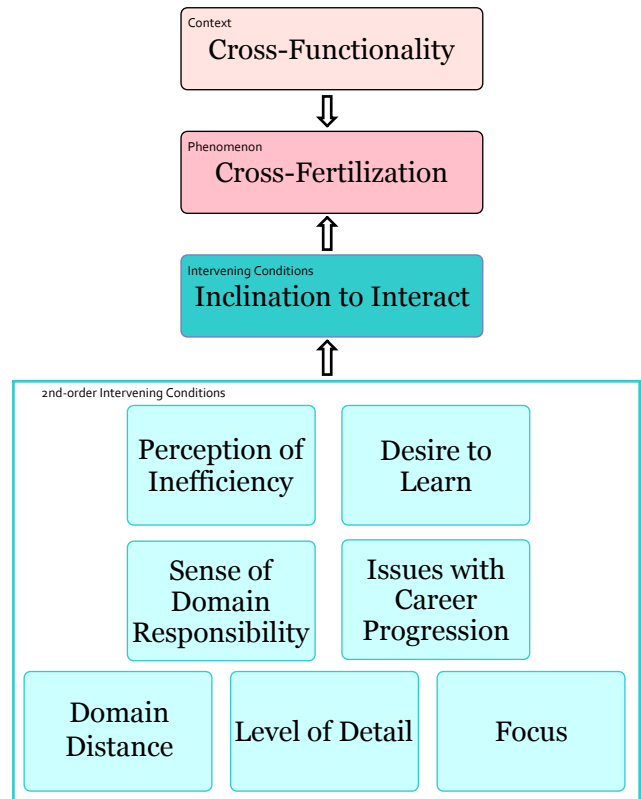 Context
Cross-Functionality
Phenomenon
Cross-Fertilization
Intervening Conditions
Inclination to Interact
2nd-order Intervening Conditions
Perception of
Inefficiency
Desire to
Learn
Sense of
Domain
Responsibility
Issues with
Career
Progression
Domain
Distance
Level of Detail
Focus